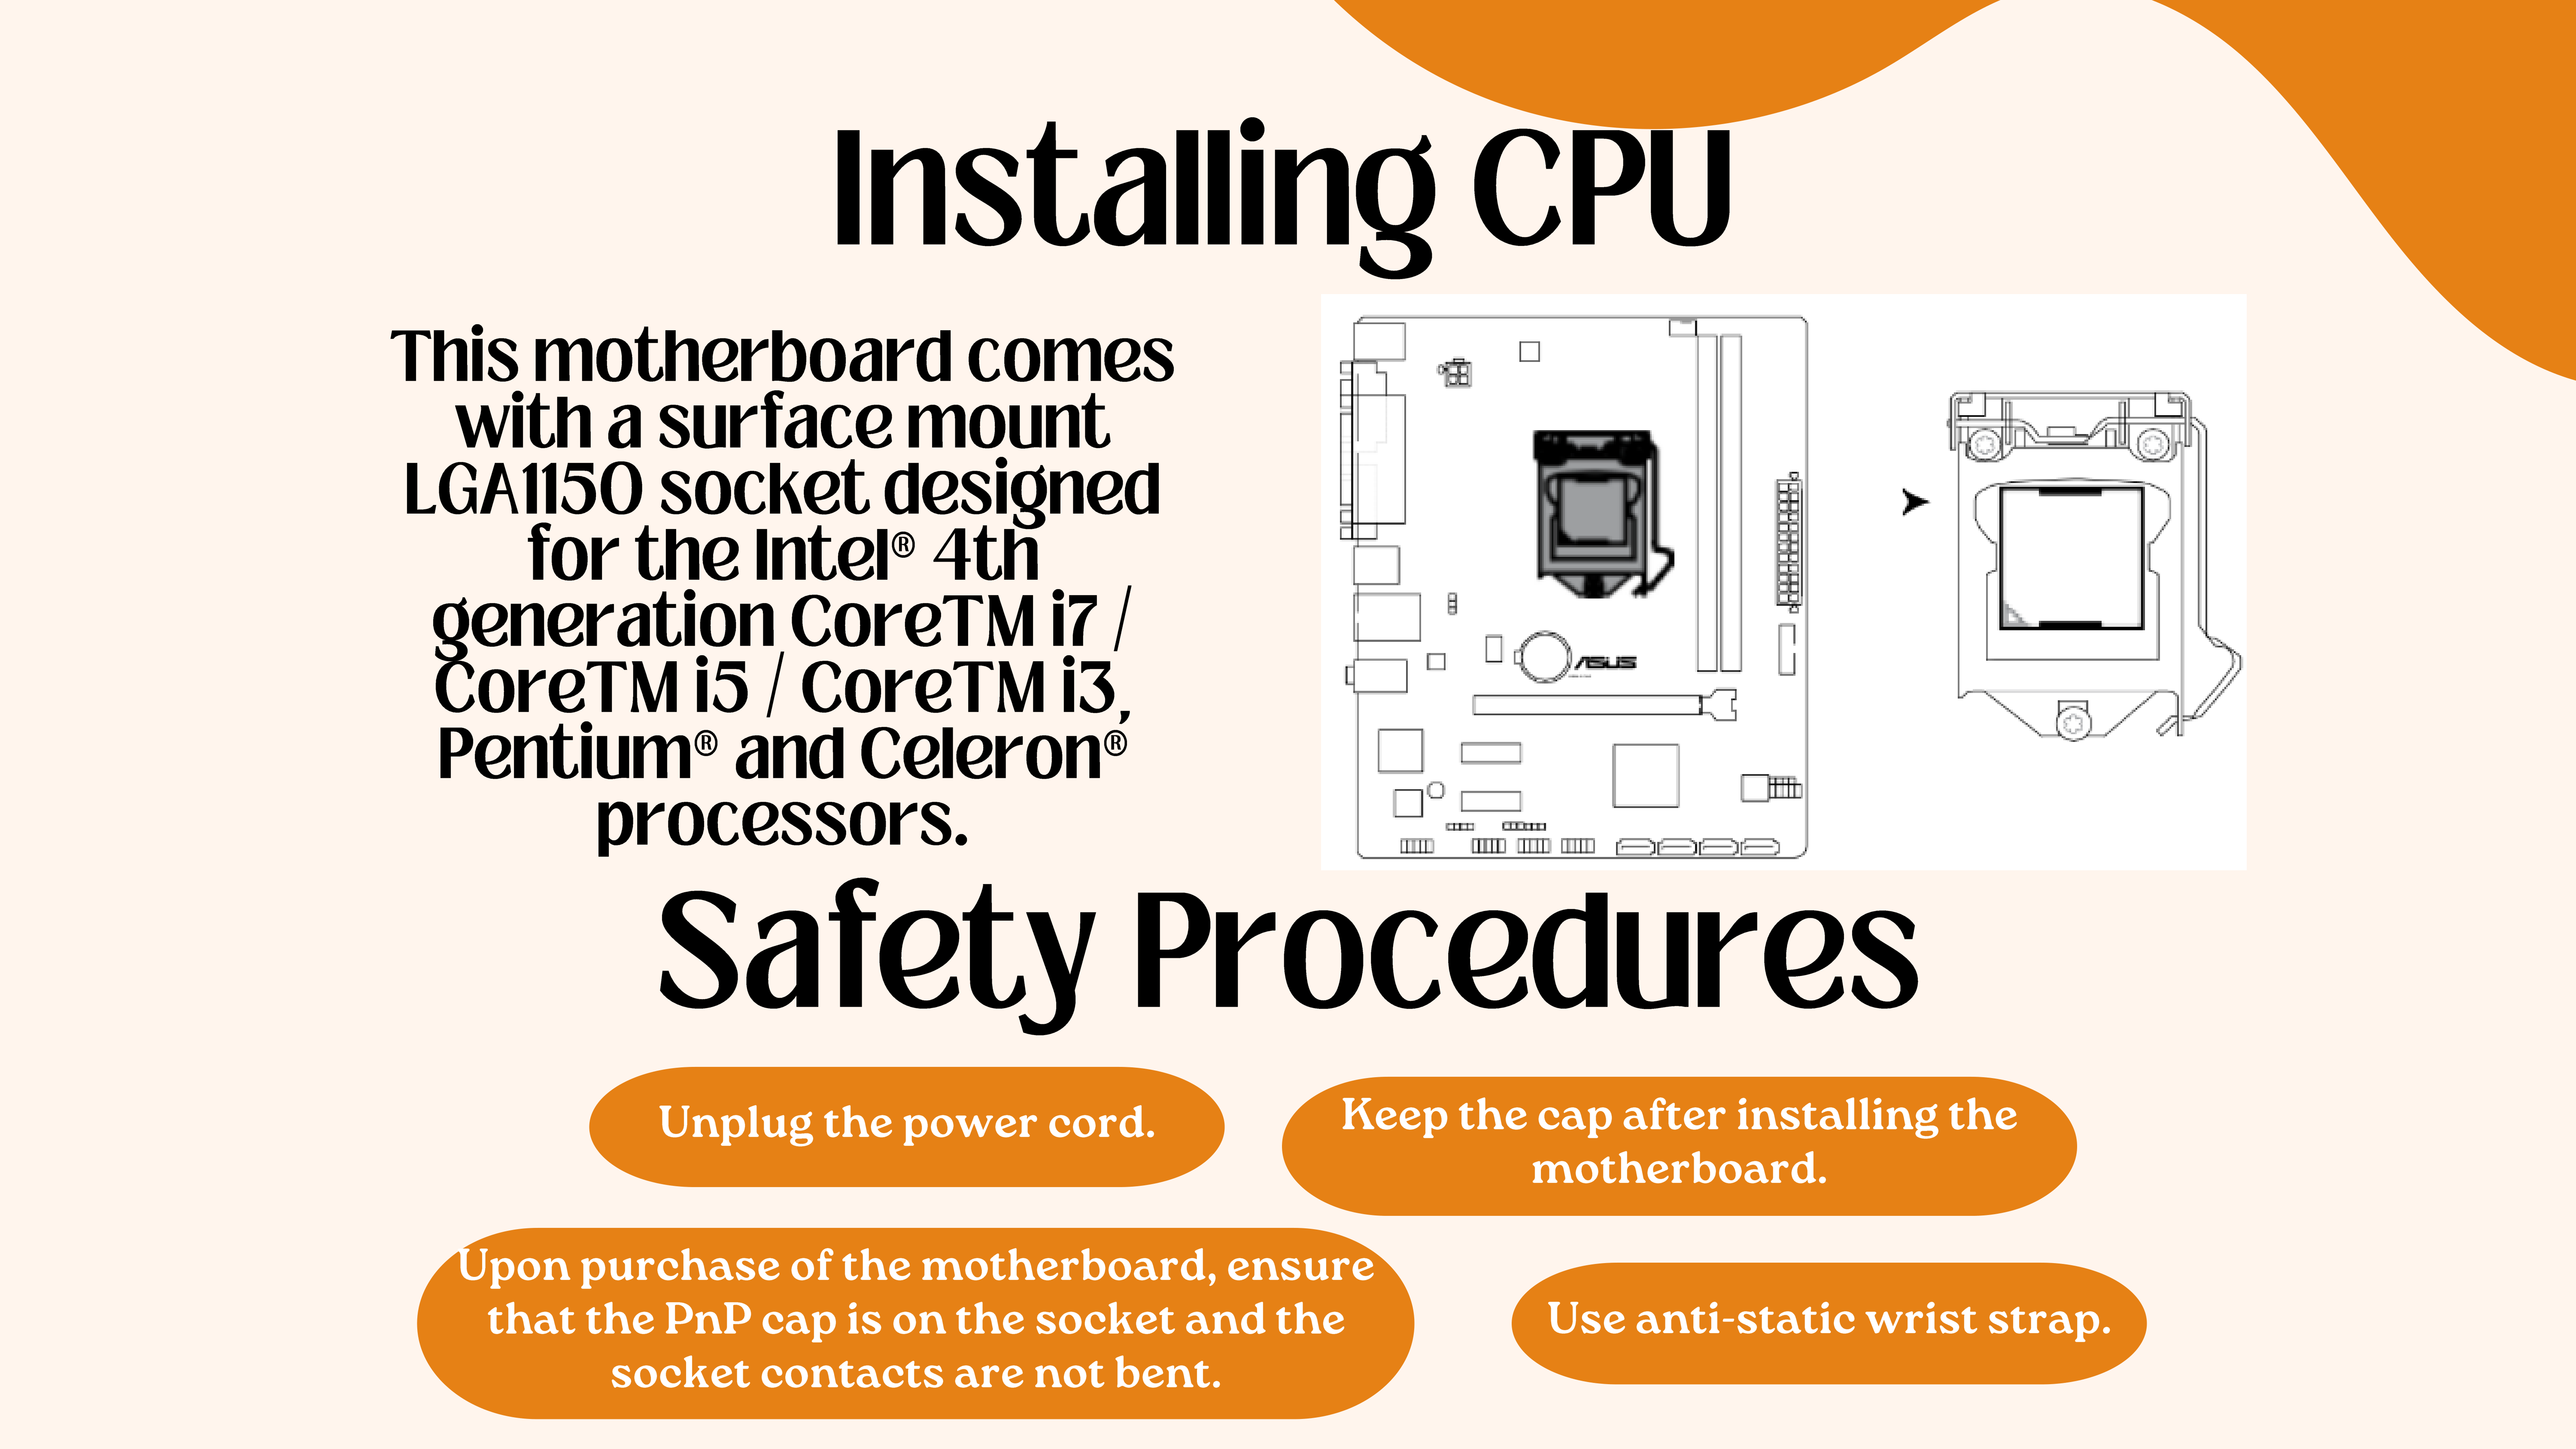 Installing CPU
This motherboard comes
with a surface mount
LGA1150 socket designed
for the Intel® 4th
generation CoreTM i7 /
CoreTM i5 / CoreTM i3,
Pentium® and Celeron®
processors.
ASUS
Safety Procedures
Unplug the power cord.
Keep the cap after installing the
motherboard.
Upon purchase of the motherboard, ensure
that the PnP cap is on the socket and the
socket contacts are not bent.
Use anti-static wrist strap.